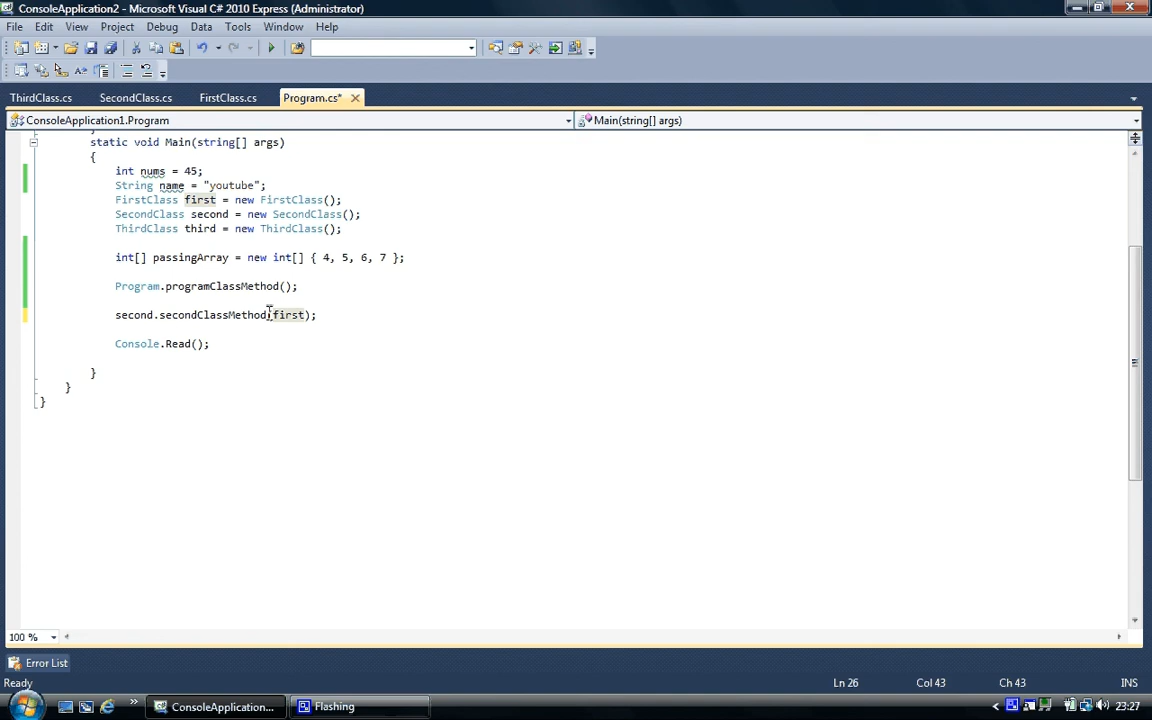 ConsoleApplication2 - Microsoft Visual C# 2010 Express (Administrator)
File Edit View Project Debug Data Tools Window Help
ThirdClass.cs SecondClass.cs FirstClass.cs Program.cs*
ConsoleApplication1.Program Main(string[] args)
static void Main(string[] args)
{
int nums = 45;
String name = "youtube";
FirstClass first = new FirstClass();
SecondClass second = new SecondClass();
ThirdClass third = new ThirdClass();
int[] passingArray = new int[] { 4, 5, 6, 7 };
Program.programClassMethod();
second.secondClassMethod(first);
Console.Read();
}
}
}
100 %
Error List
Ready Ln 26 Col 43 Ch 43 INS
ConsoleApplication... Flashing 23:27